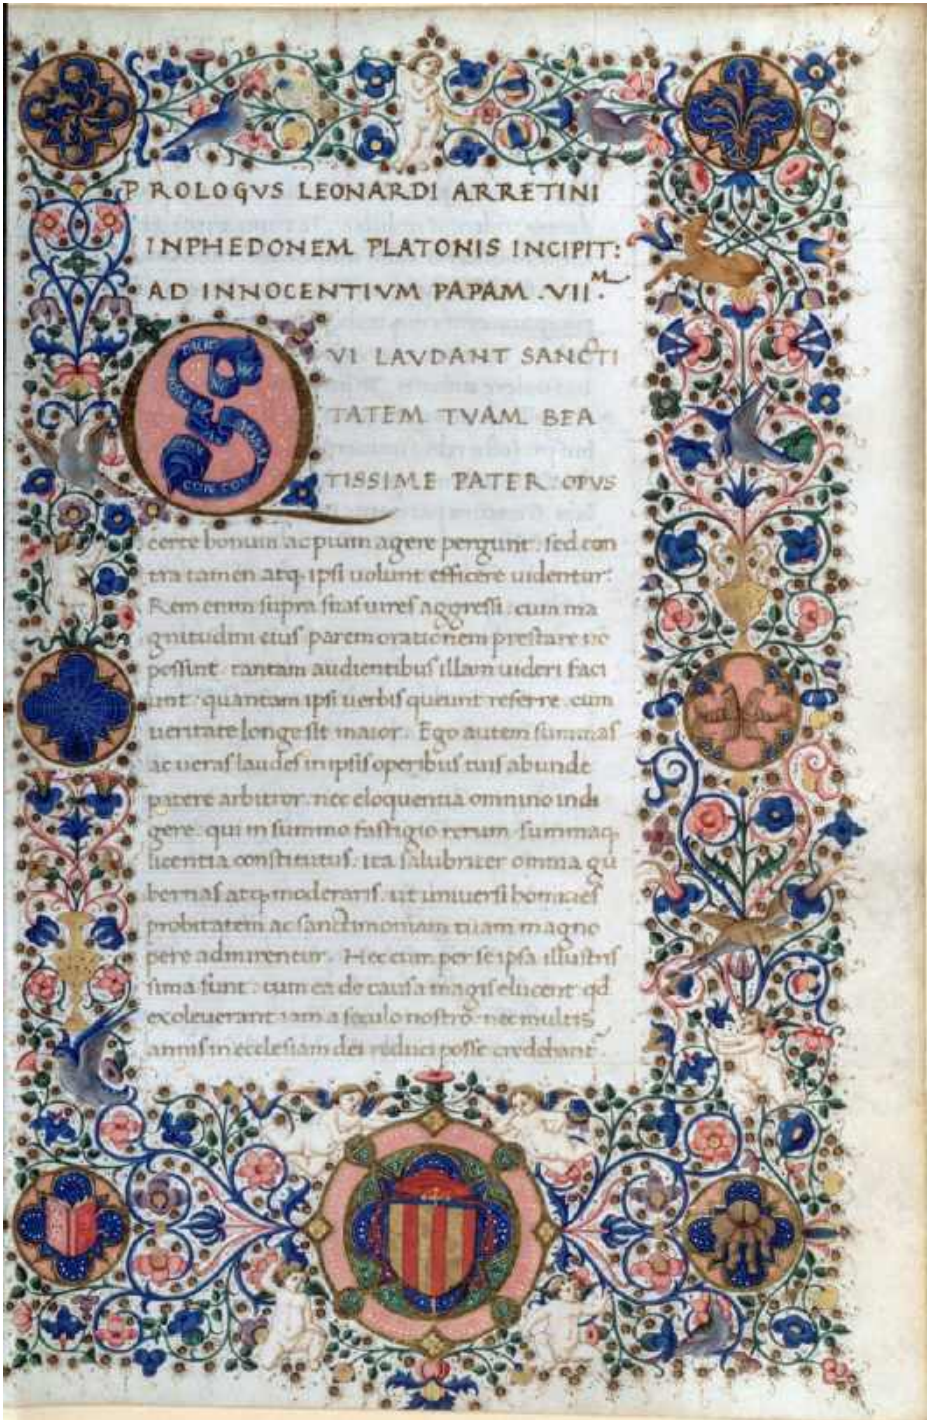 PROLOGVS LEONARDI ARRETINI
INPHEDONEM PLATONIS INCIPIT:
AD INNOCENTIVM PAPAM .VII.M
QVI LAVDANT SANCTI
TATEM TVAM BEA
TISSIME PATER: OPVS
certe bonum ac pium agere pergunt. sed con
tra tamen atq; ipsi uolunt efficere uidentur.
Rem enim supra suas uires aggressi. cum ma
gnitudini eius parem orationem prestare nō
possint. tantam audientibus illam uideri faci
unt. quantam ipsi uerbis queunt referre. cum
ueritate longe sit maior. Ego autem summas
ac ueras laudes in ipsis operibus tuis abunde
patere arbitror. nec eloquentia omnino indi
gere. qui in summo fastigio rerum. summaq;
licentia constitutus. ita salubriter omnia gu
bernas atq; moderaris. ut uniuersi homines
probitatem ac sanctimoniam tuam magno
pere admirentur. Hec cum per se ipsa illustris
sima sunt. tum ea de causa magis elucent. qd
exoleuerant iam a seculo nostro. nec multis
annis in ecclesiam dei reduci posse credebant